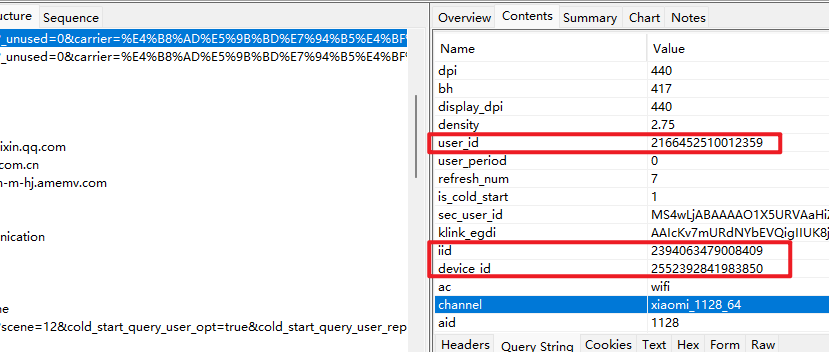 ucture Sequence
_unused=0&carrier=%E4%B8%AD%E5%9B%BD%E7%94%B5%E4%BF%
_unused=0&carrier=%E4%B8%AD%E5%9B%BD%E7%94%B5%E4%BF%
ixin.qq.com
com.cn
-m-hj.amemv.com
nication
ne
?scene=12&cold_start_query_user_opt=true&cold_start_query_user_rep
Overview Contents Summary Chart Notes
Name Value
dpi 440
bh 417
display_dpi 440
density 2.75
user_id 2166452510012359
user_period 0
refresh_num 7
is_cold_start 1
sec_user_id MS4wLjABAAAAO1X5URVAaHi
klink_egdi AAIcKv7mURdNYbEVQigIIUK8j
iid 2394063479008409
device_id 2552392841983850
ac wifi
channel xiaomi_1128_64
aid 1128
Headers Query String Cookies Text Hex Form Raw